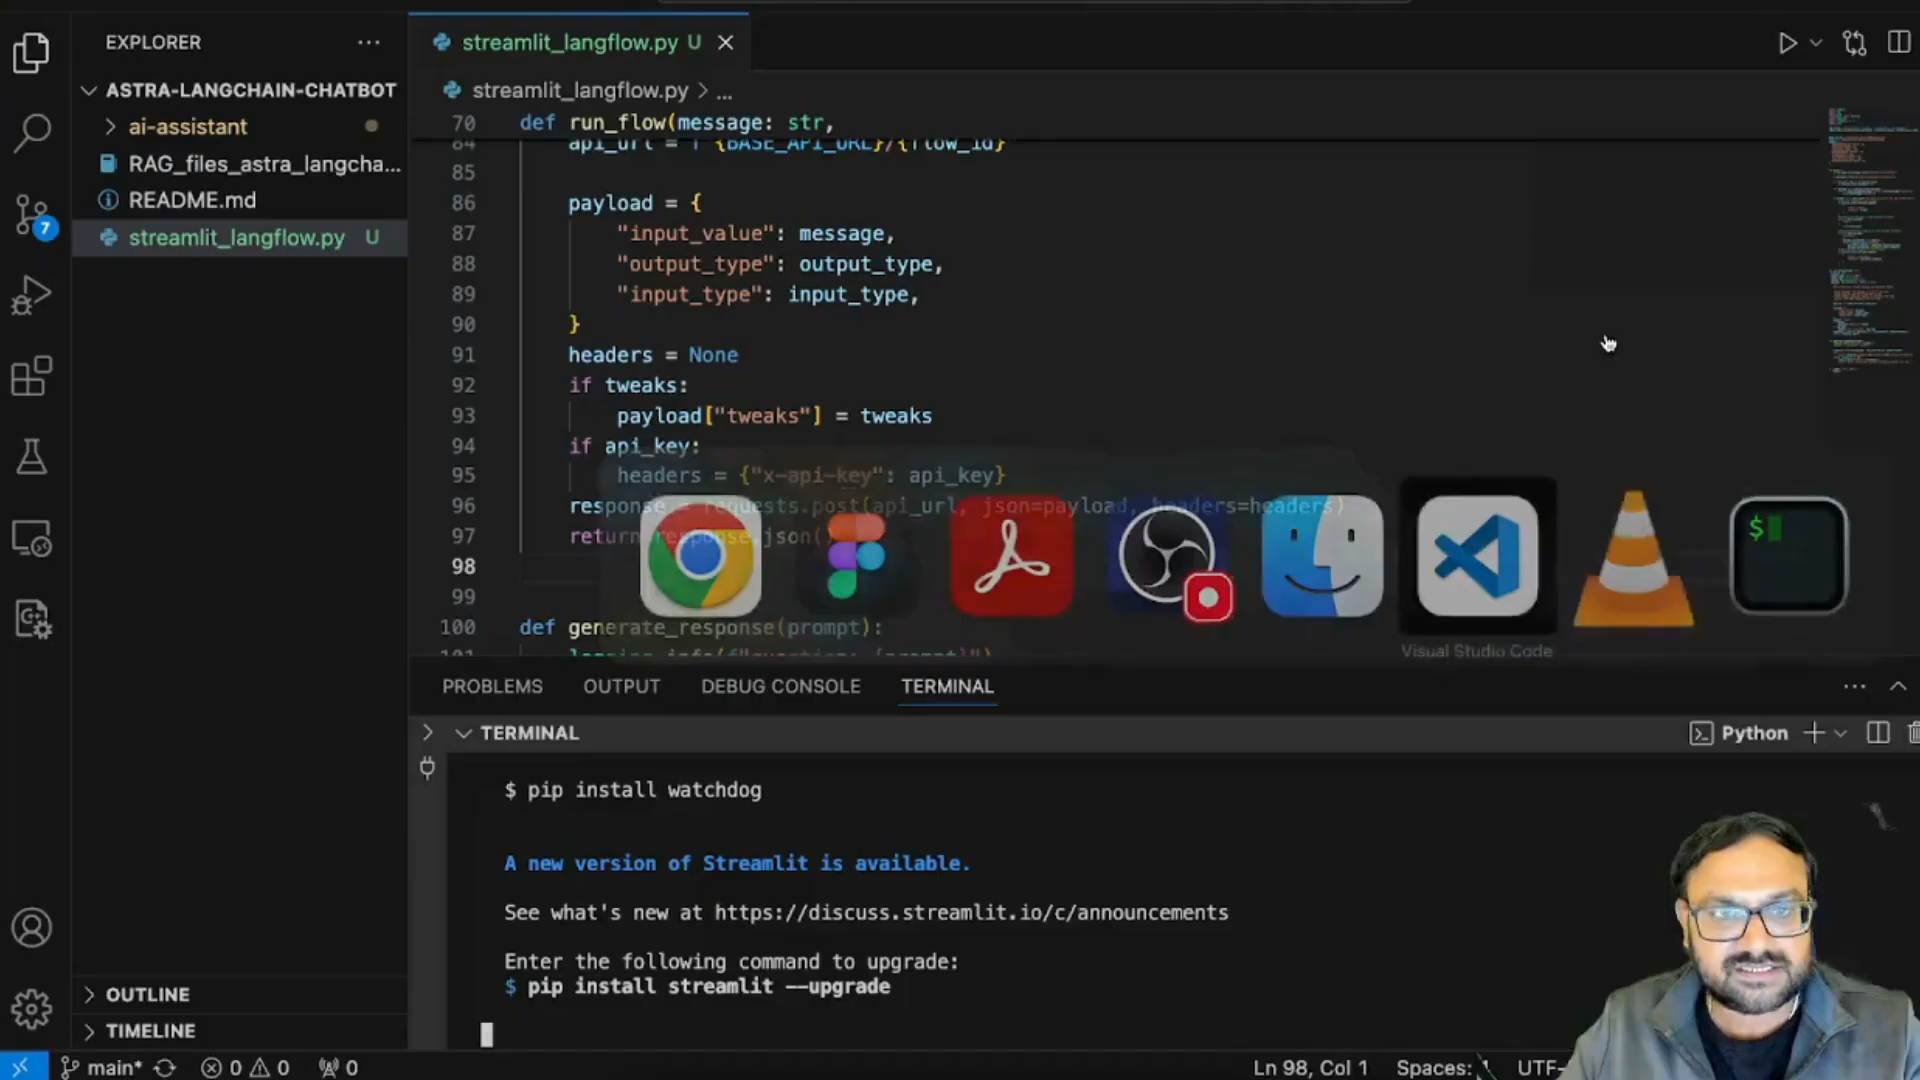 EXPLORER
ASTRA-LANGCHAIN-CHATBOT
ai-assistant
RAG_files_astra_langcha...
README.md
streamlit_langflow.py U
7
OUTLINE
TIMELINE
streamlit_langflow.py U
streamlit_langflow.py > ...
70 def run_flow(message: str,
84 api_url = f"{BASE_API_URL}/{flow_id}
85
86 payload = {
87 "input_value": message,
88 "output_type": output_type,
89 "input_type": input_type,
90 }
91 headers = None
92 if tweaks:
93 payload["tweaks"] = tweaks
94 if api_key:
95 headers = {"x-api-key": api_key}
96 response = requests.post(api_url, json=payload, headers=headers)
97 return response.json()
98
99
100 def generate_response(prompt):
101 logging.info(f"question: {prompt}")
$
Visual Studio Code
PROBLEMS OUTPUT DEBUG CONSOLE TERMINAL
TERMINAL
Python
$ pip install watchdog
A new version of Streamlit is available.
See what's new at https://discuss.streamlit.io/c/announcements
Enter the following command to upgrade:
$ pip install streamlit --upgrade
main* 0 0 0
Ln 98, Col 1 Spaces: UTF-